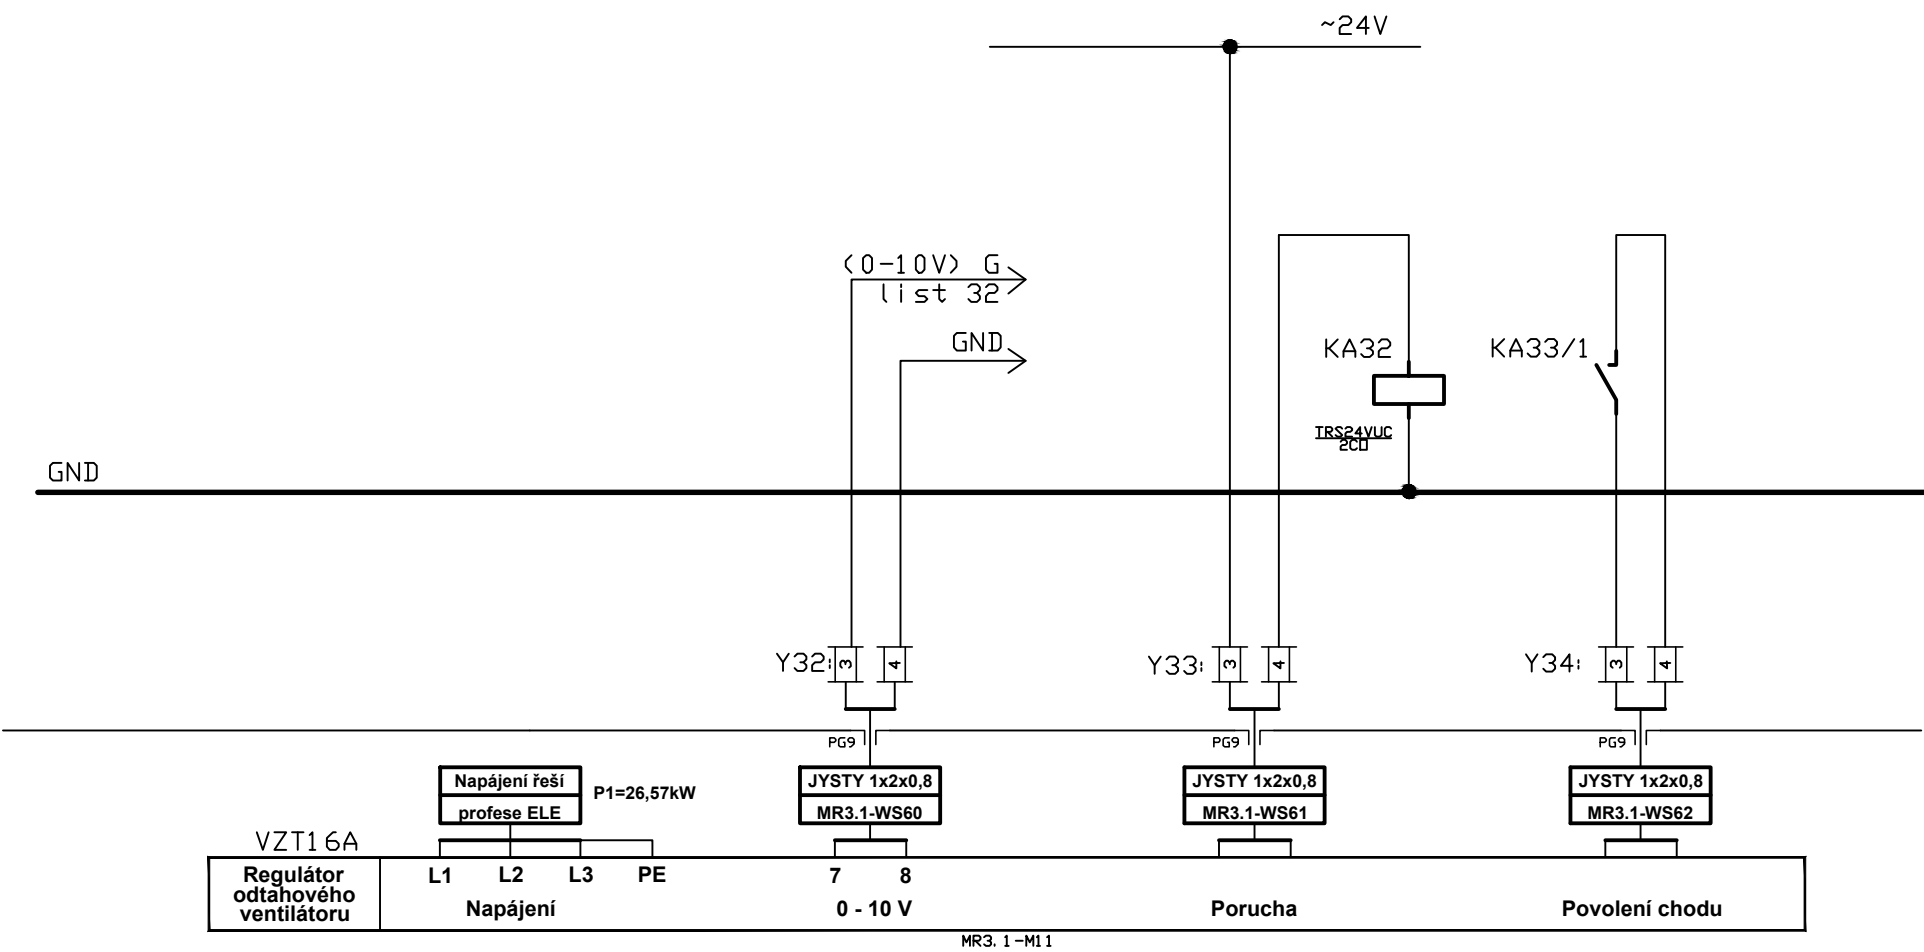 ~24V
(0-10V) G
list 32
GND
KA32
KA33/1
TRS24VUC
2CO
GND
Y32: 3 4
Y33: 3 4
Y34: 3 4
PG9
PG9
PG9
Napájení řeší
profese ELE
P1=26,57kW
JYSTY 1x2x0,8
MR3.1-WS60
JYSTY 1x2x0,8
MR3.1-WS61
JYSTY 1x2x0,8
MR3.1-WS62
VZT16A
Regulátor
odtahového
ventilátoru
L1 L2 L3 PE
Napájení
7 8
0 - 10 V
Porucha
Povolení chodu
MR3.1-M11